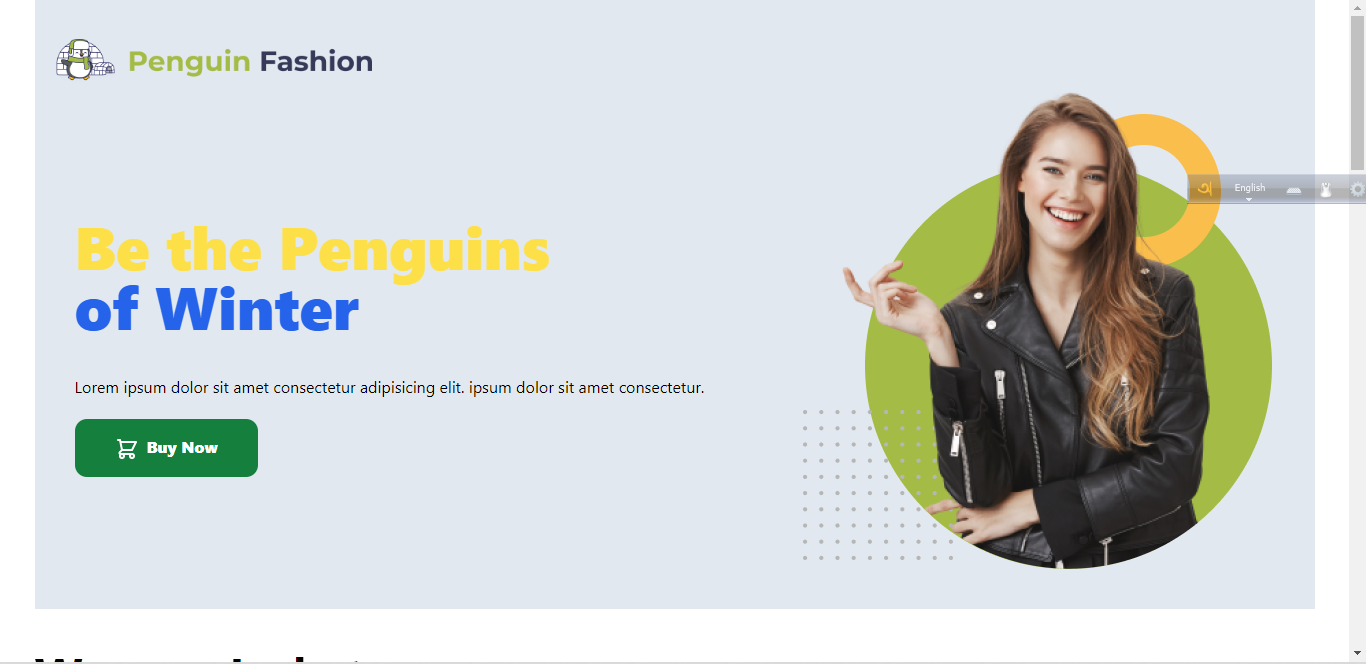 Penguin Fashion
English
Be the Penguins
of Winter
Lorem ipsum dolor sit amet consectetur adipisicing elit. ipsum dolor sit amet consectetur.
Buy Now